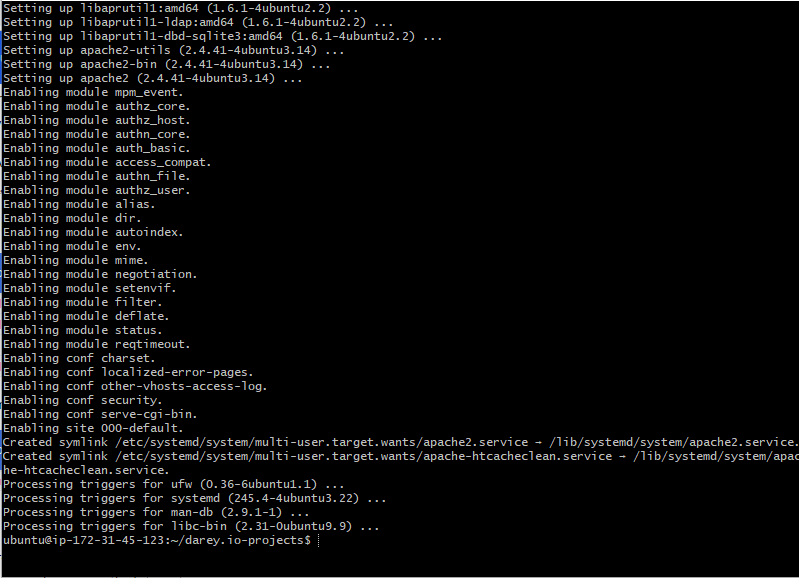 Setting up libaprutil1:amd64 (1.6.1-4ubuntu2.2) ...
Setting up libaprutil1-ldap:amd64 (1.6.1-4ubuntu2.2) ...
Setting up libaprutil1-dbd-sqlite3:amd64 (1.6.1-4ubuntu2.2) ...
Setting up apache2-utils (2.4.41-4ubuntu3.14) ...
Setting up apache2-bin (2.4.41-4ubuntu3.14) ...
Setting up apache2 (2.4.41-4ubuntu3.14) ...
Enabling module mpm_event.
Enabling module authz_core.
Enabling module authz_host.
Enabling module authn_core.
Enabling module auth_basic.
Enabling module access_compat.
Enabling module authn_file.
Enabling module authz_user.
Enabling module alias.
Enabling module dir.
Enabling module autoindex.
Enabling module env.
Enabling module mime.
Enabling module negotiation.
Enabling module setenvif.
Enabling module filter.
Enabling module deflate.
Enabling module status.
Enabling module reqtimeout.
Enabling conf charset.
Enabling conf localized-error-pages.
Enabling conf other-vhosts-access-log.
Enabling conf security.
Enabling conf serve-cgi-bin.
Enabling site 000-default.
Created symlink /etc/systemd/system/multi-user.target.wants/apache2.service → /lib/systemd/system/apache2.service.
Created symlink /etc/systemd/system/multi-user.target.wants/apache-htcacheclean.service → /lib/systemd/system/apac
he-htcacheclean.service.
Processing triggers for ufw (0.36-6ubuntu1.1) ...
Processing triggers for systemd (245.4-4ubuntu3.22) ...
Processing triggers for man-db (2.9.1-1) ...
Processing triggers for libc-bin (2.31-0ubuntu9.9) ...
ubuntu@ip-172-31-45-123:~/darey.io-projects$